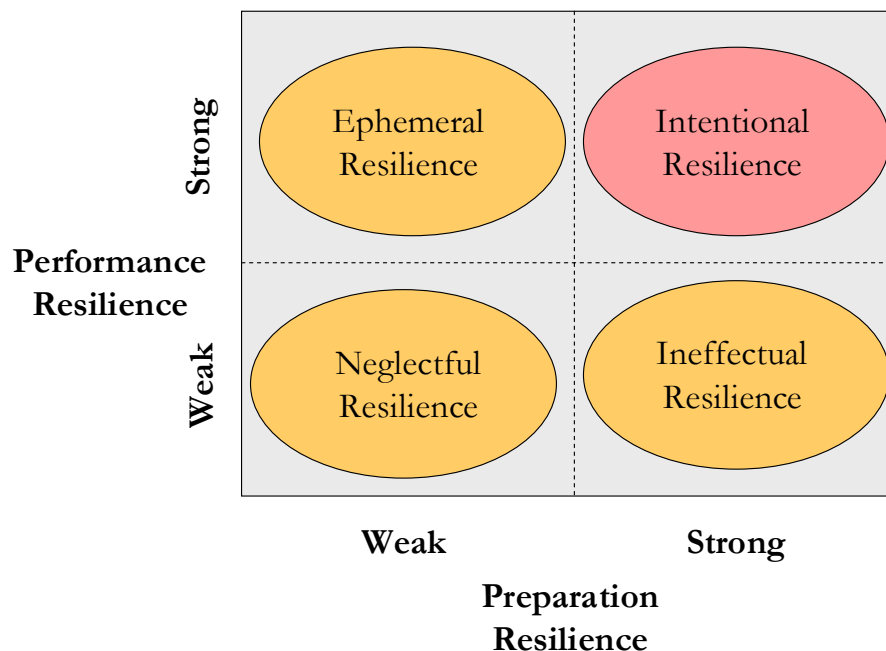 Strong
Ephemeral
Resilience
Intentional
Resilience
Performance
Resilience
Weak
Neglectful
Resilience
Ineffectual
Resilience
Weak
Strong
Preparation
Resilience